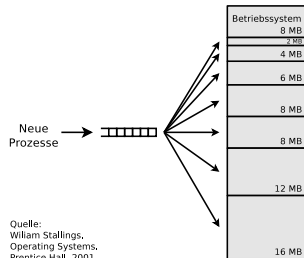 Betriebssystem
8 MB
2 MB
4 MB
6 MB
8 MB
8 MB
12 MB
16 MB
Neue
Prozesse
Quelle:
Wiliam Stallings,
Operating Systems,
Prentice Hall, 2001